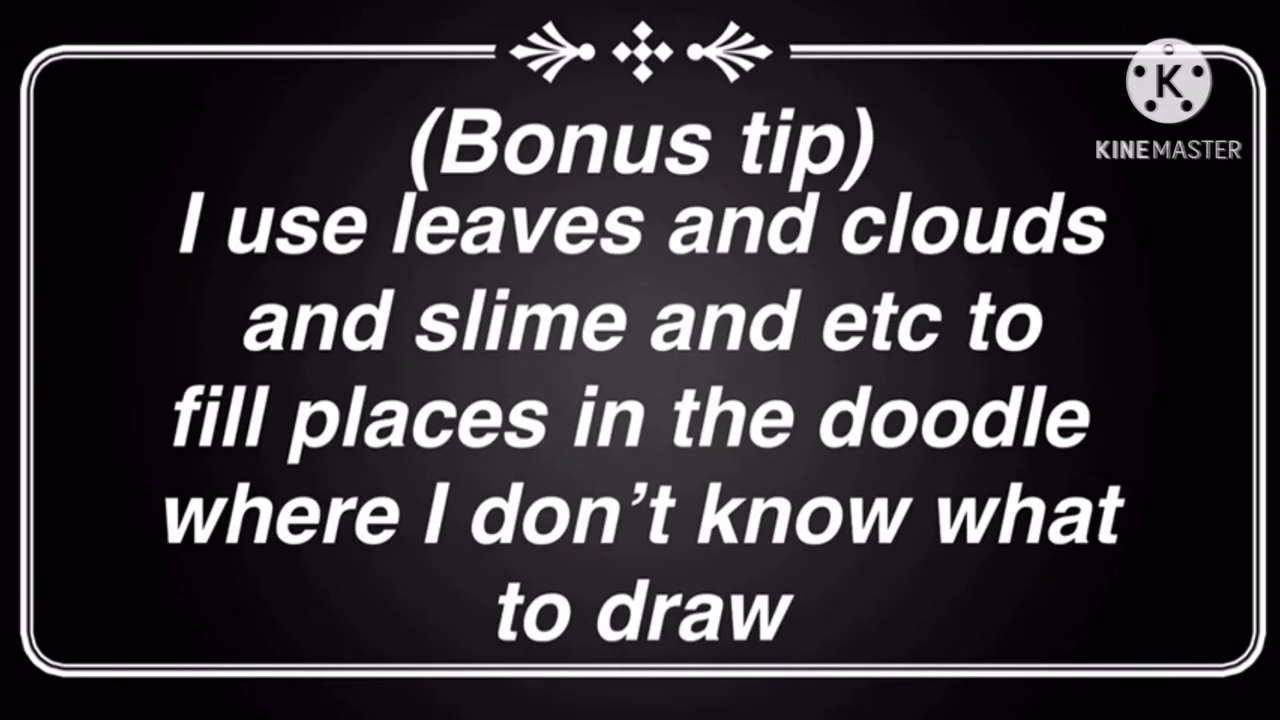 (Bonus tip)
I use leaves and clouds
and slime and etc to
fill places in the doodle
where I don’t know what
to draw
K
KINEMASTER